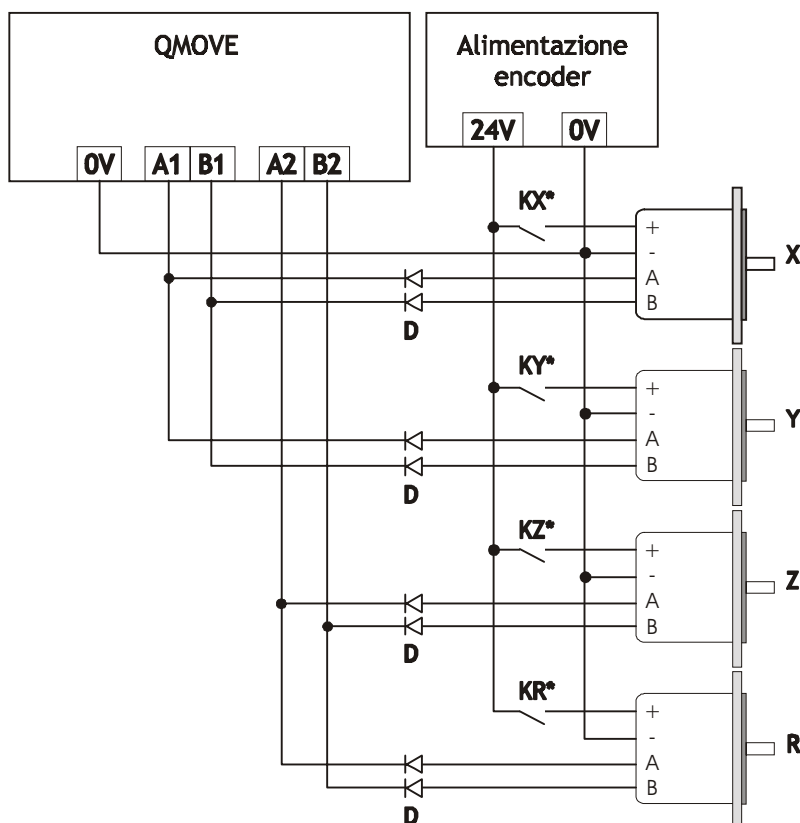 QMOVE
Alimentazione
encoder
24V 0V
0V A1 B1 A2 B2
KX*
+
-
A
B
X
D
KY*
+
-
A
B
Y
D
KZ*
+
-
A
B
Z
D
KR*
+
-
A
B
R
D